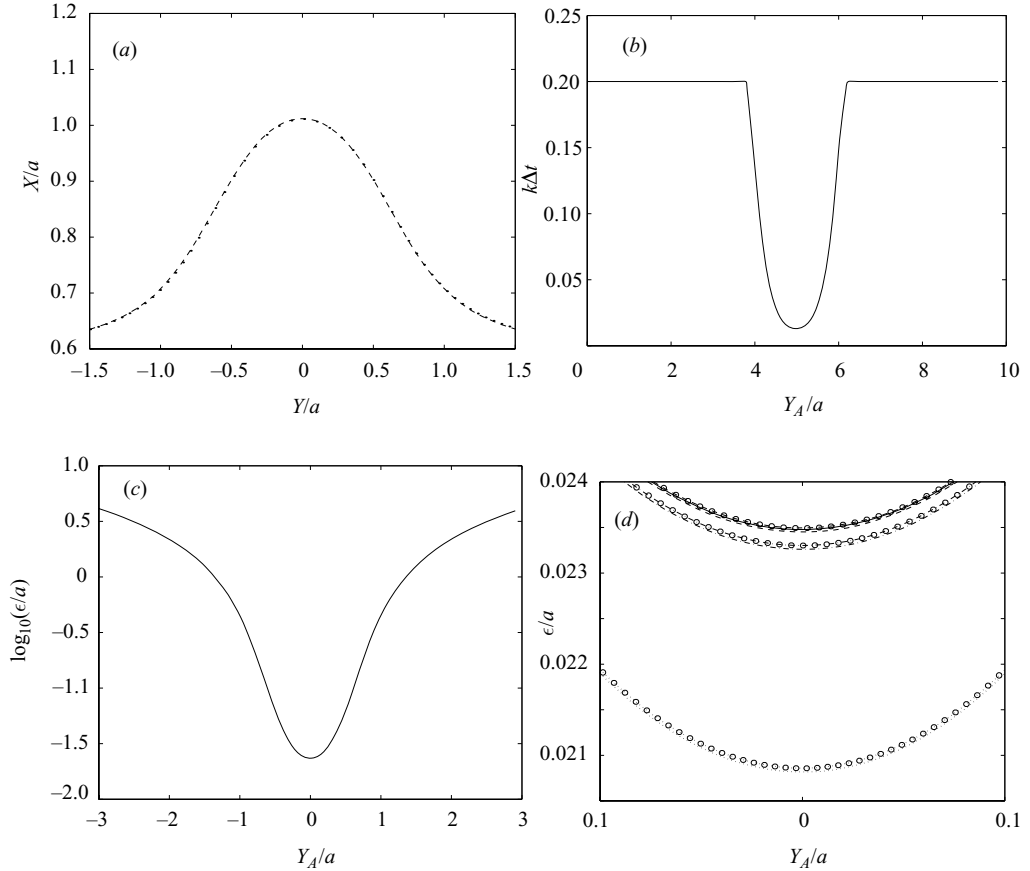 1.2
1.1
1.0
0.9
0.8
0.7
0.6
X/a
(a)
–1.5 –1.0 –0.5 0 0.5 1.0 1.5
Y/a
0.25
0.20
0.15
0.10
0.05
kΔt
(b)
0 2 4 6 8 10
Y_A/a
1.0
0.5
0
–0.5
–1.1
–1.5
–2.0
log10(ϵ/a)
(c)
–3 –2 –1 0 1 2 3
Y_A/a
0.024
0.023
0.022
0.021
ϵ/a
(d)
0.1 0 0.1
Y_A/a